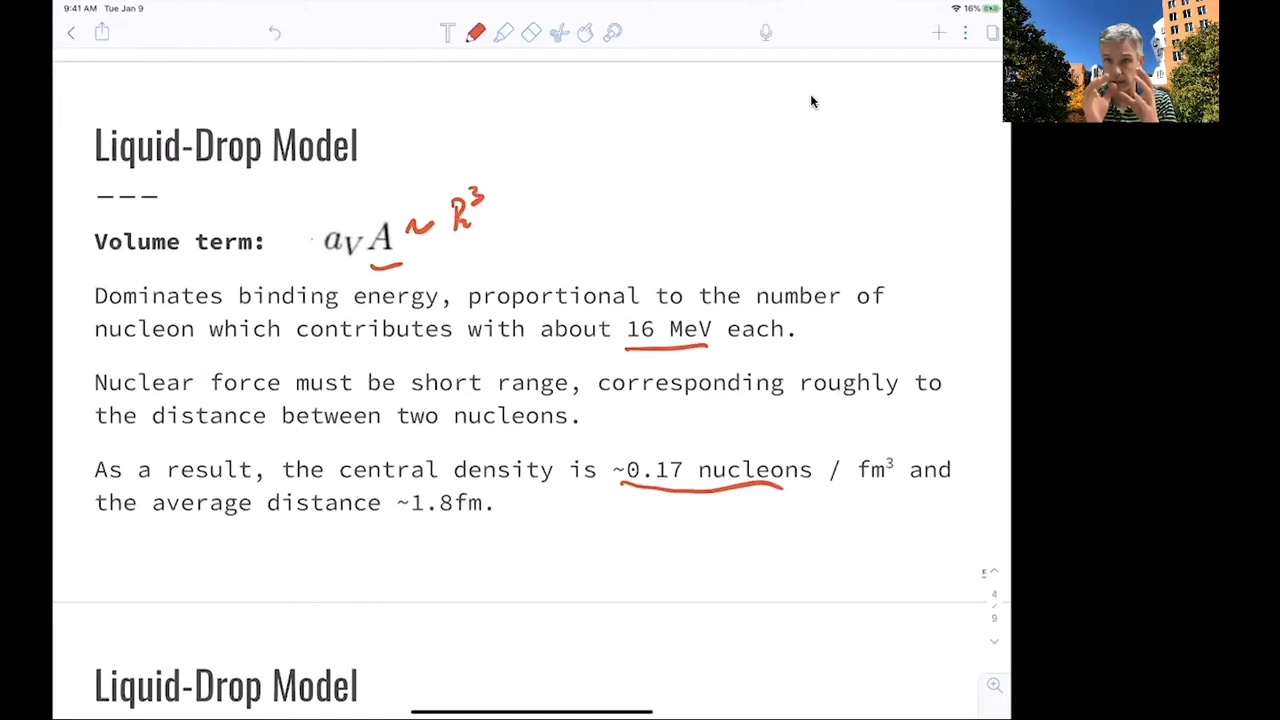 9:41 AM Tue Jan 9
16%
Liquid-Drop Model
---
Volume term: a_V A ~ R³
Dominates binding energy, proportional to the number of
nucleon which contributes with about 16 MeV each.
Nuclear force must be short range, corresponding roughly to
the distance between two nucleons.
As a result, the central density is ~0.17 nucleons / fm³ and
the average distance ~1.8fm.
4
/
9
Liquid-Drop Model